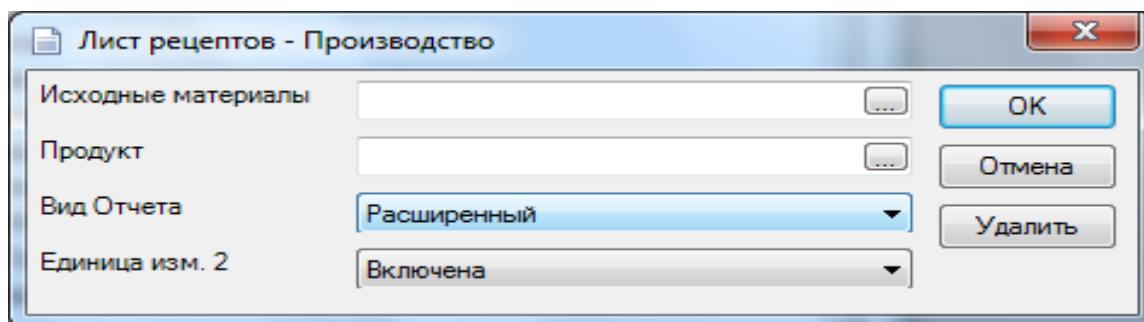 Лист рецептов - Производство
Исходные материалы ... OK
Продукт ... Отмена
Вид Отчета Расширенный Удалить
Единица изм. 2 Включена